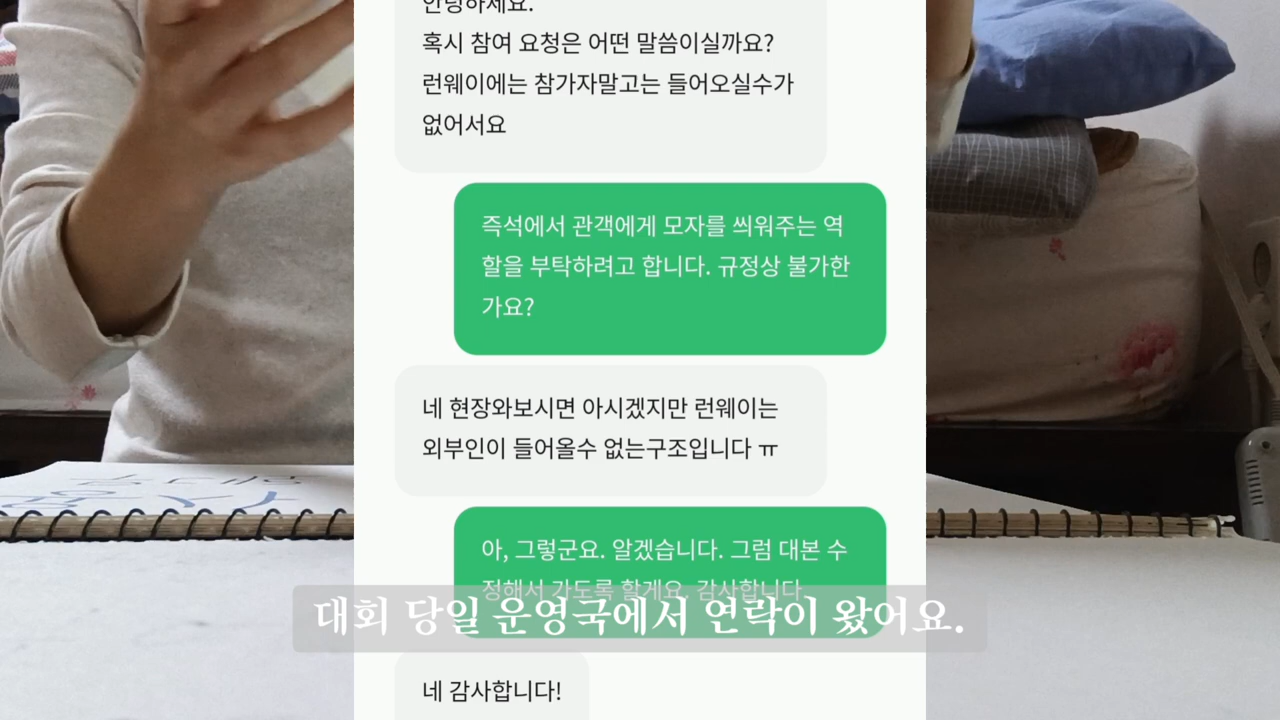 안녕하세요.
혹시 참여 요청은 어떤 말씀이실까요?
런웨이에는 참가자말고는 들어오실수가
없어서요
즉석에서 관객에게 모자를 씌워주는 역
할을 부탁하려고 합니다. 규정상 불가한
가요?
네 현장와보시면 아시겠지만 런웨이는
외부인이 들어올수 없는구조입니다 ㅠ
아, 그렇군요. 알겠습니다. 그럼 대본 수
정해서 가도록 할게요. 감사합니다.
대회 당일 운영국에서 연락이 왔어요.
네 감사합니다!